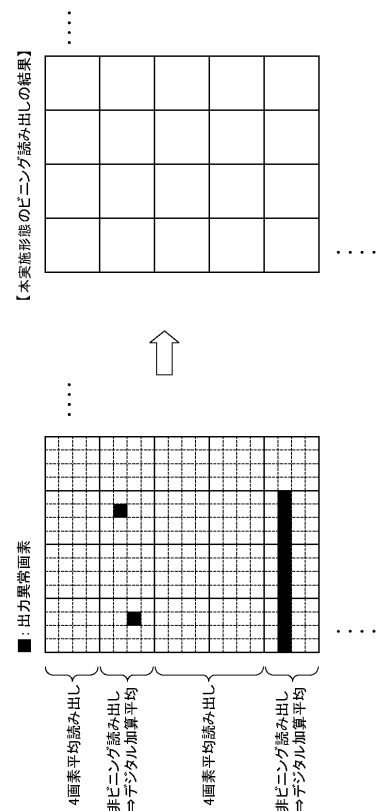 【本実施形態のビニング読み出しの結果】
■：出力異常画素
4画素平均読み出し
非ビニング読み出し
⇒デジタル加算平均
4画素平均読み出し
非ビニング読み出し
⇒デジタル加算平均